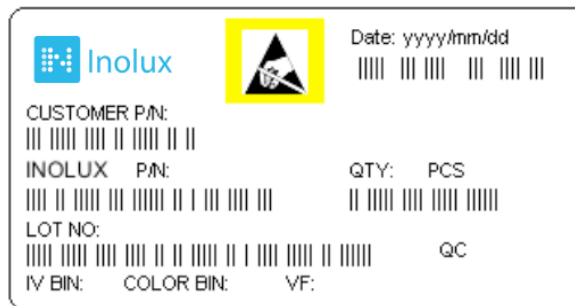 Inolux
Date: yyyy/mm/dd
CUSTOMER P/N:
INOLUX P/N: QTY: PCS
LOT NO:
QC
IV BIN: COLOR BIN: VF: